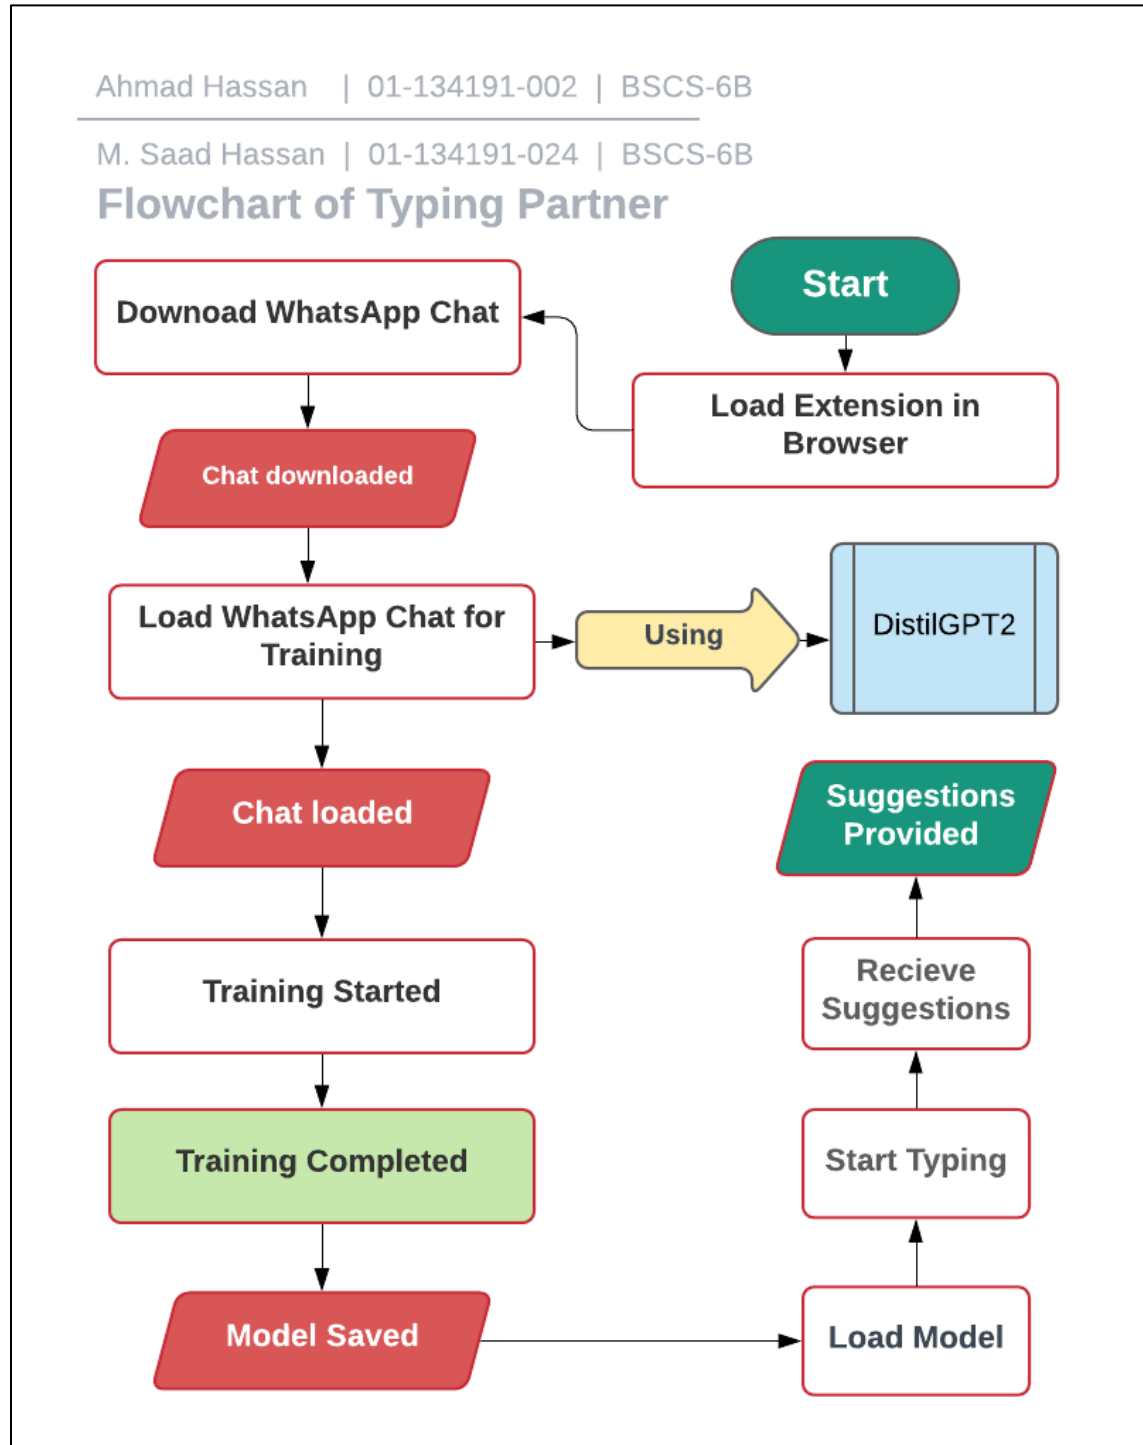 Ahmad Hassan | 01-134191-002 | BSCS-6B
M. Saad Hassan | 01-134191-024 | BSCS-6B
Flowchart of Typing Partner
Start
Load Extension in
Browser
Downoad WhatsApp Chat
Chat downloaded
Load WhatsApp Chat for
Training
Using
DistilGPT2
Chat loaded
Training Started
Training Completed
Model Saved
Load Model
Start Typing
Recieve
Suggestions
Suggestions
Provided